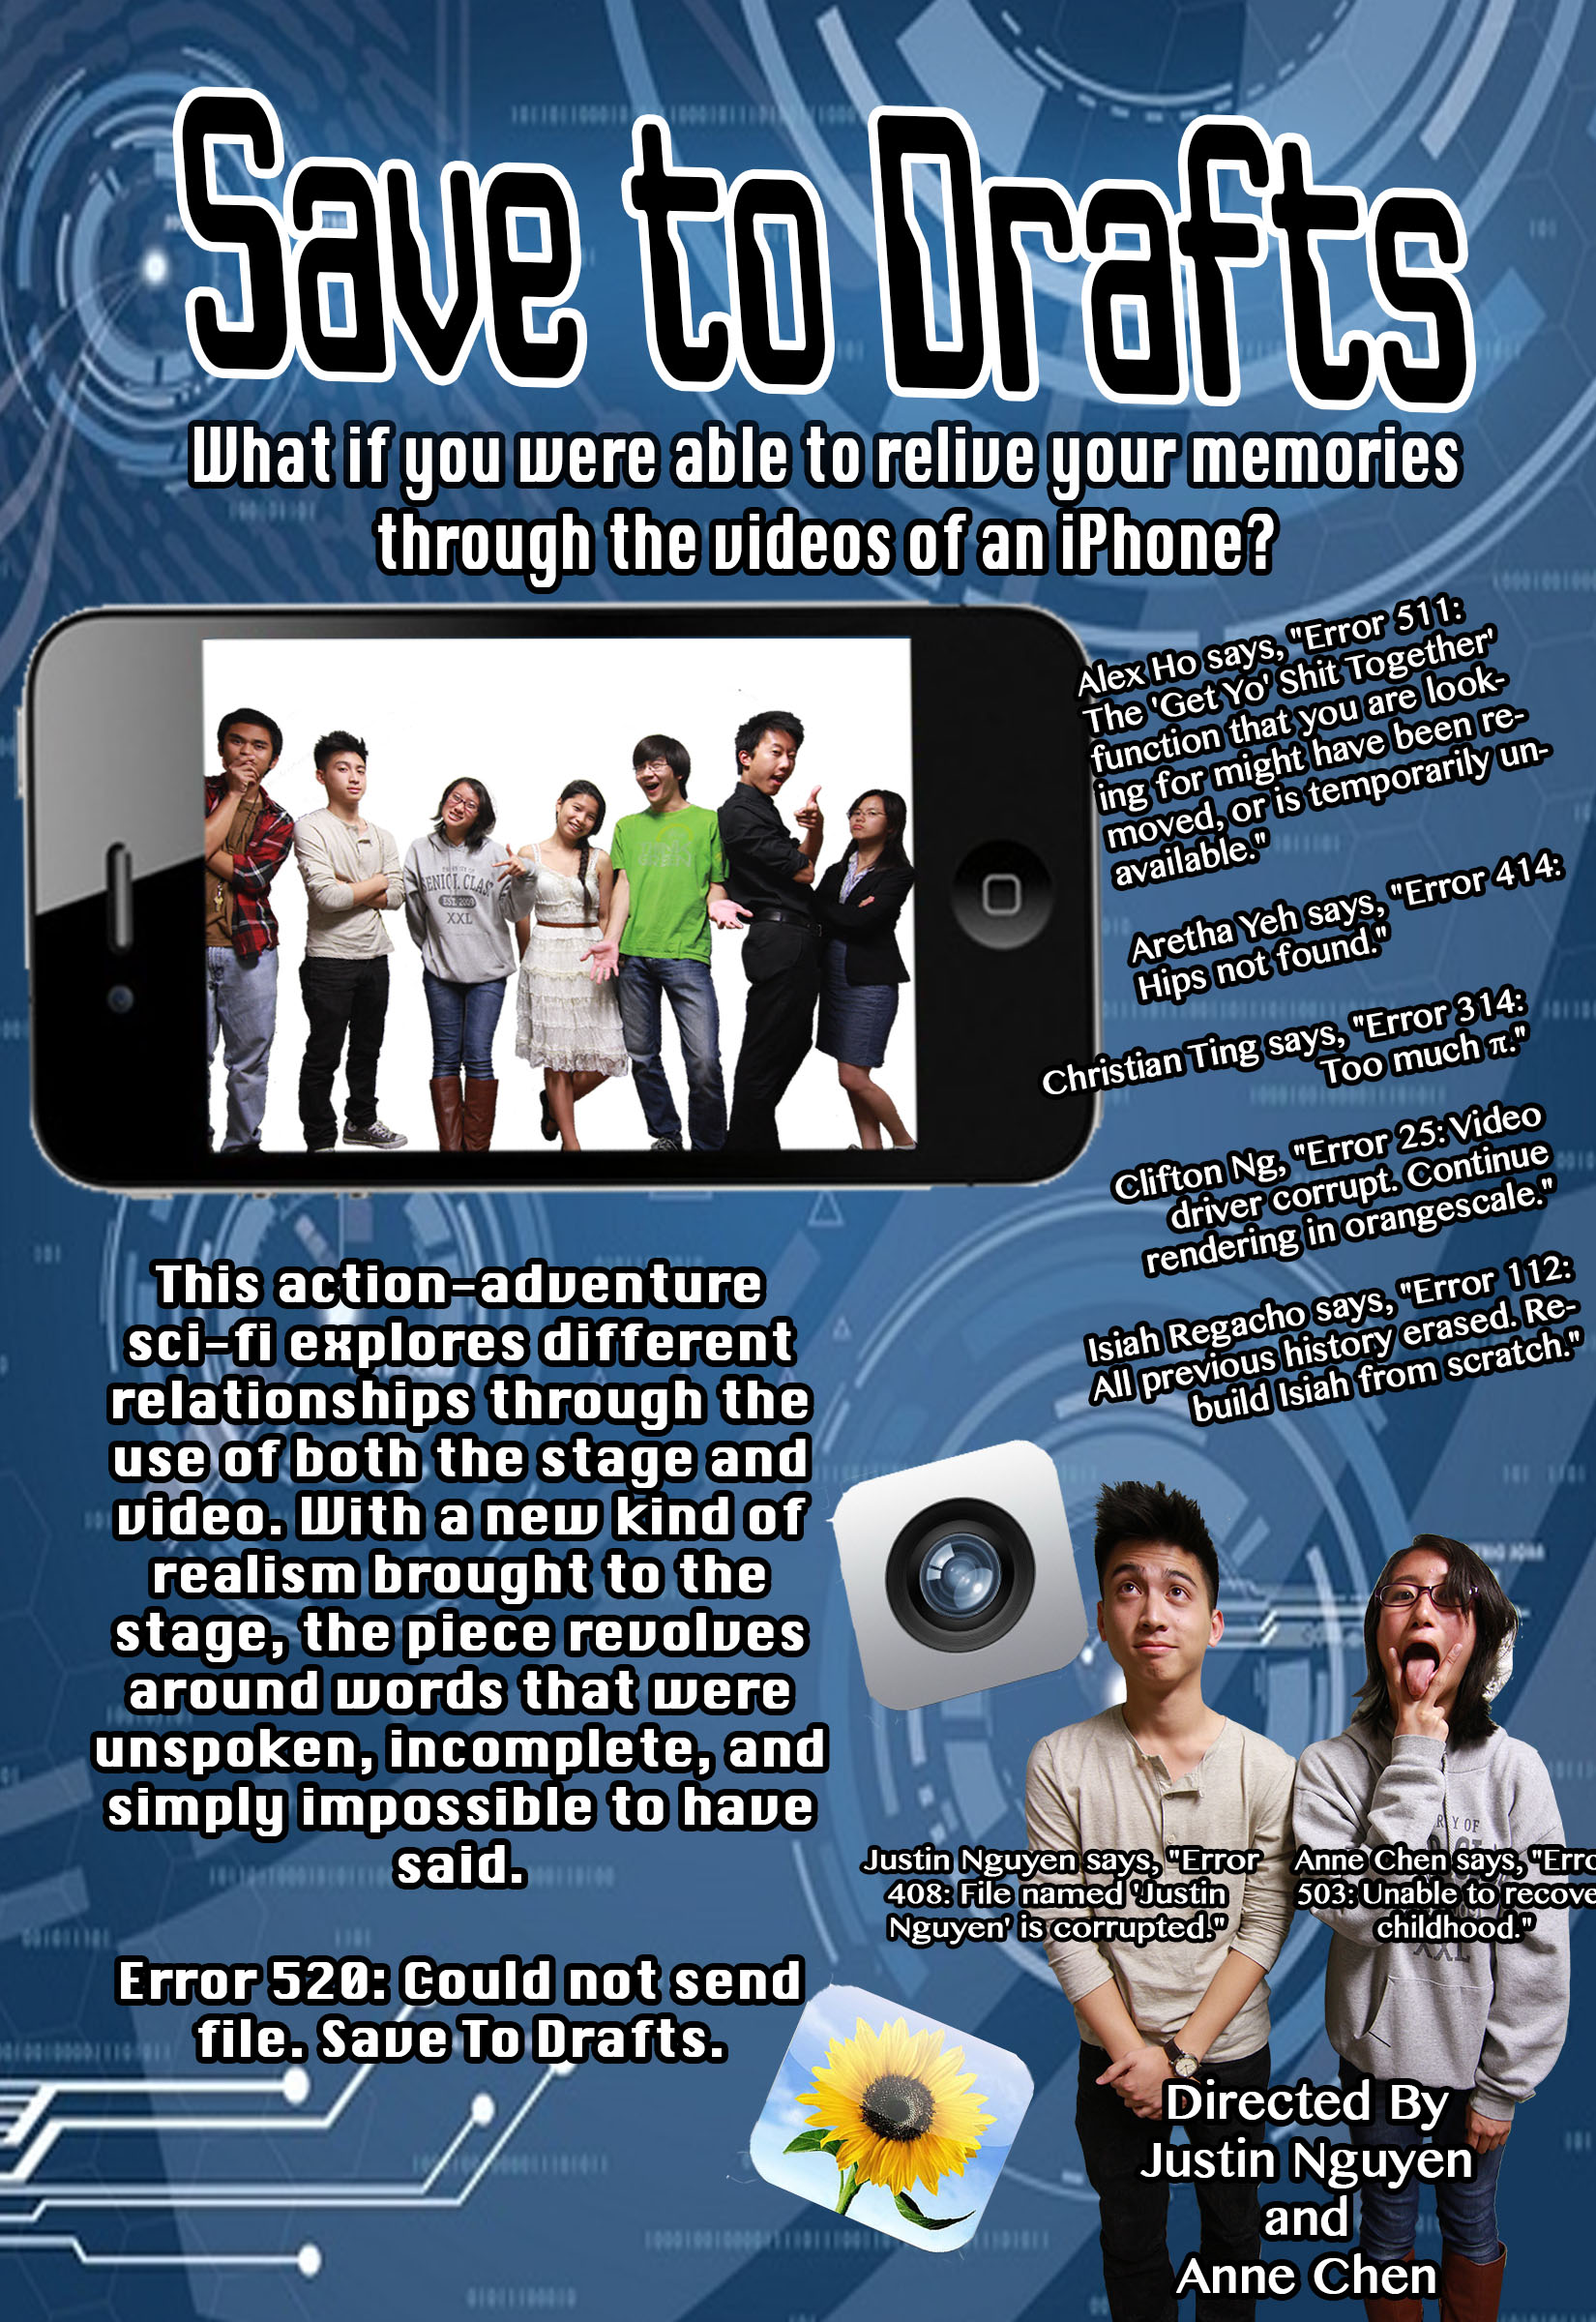 Save to Drafts
What if you were able to relive your memories
through the videos of an iPhone?
Alex Ho says, "Error 511:
The 'Get Yo' Shit Together'
function that you are look-
ing for might have been re-
moved, or is temporarily un-
available."
Aretha Yeh says, "Error 414:
Hips not found."
Christian Ting says, "Error 314:
Too much π."
Clifton Ng, "Error 25: Video
driver corrupt. Continue
rendering in orangescale."
Isiah Regacho says, "Error 112:
All previous history erased. Re-
build Isiah from scratch."
SENIOR CLASS
EST. 2009
XXL
This action-adventure
sci-fi explores different
relationships through the
use of both the stage and
video. With a new kind of
realism brought to the
stage, the piece revolves
around words that were
unspoken, incomplete, and
simply impossible to have
said.
Error 520: Could not send
file. Save To Drafts.
Justin Nguyen says, "Error
408: File named 'Justin
Nguyen' is corrupted."
Anne Chen says, "Erro
503: Unable to recove
childhood."
XXL
Directed By
Justin Nguyen
and
Anne Chen